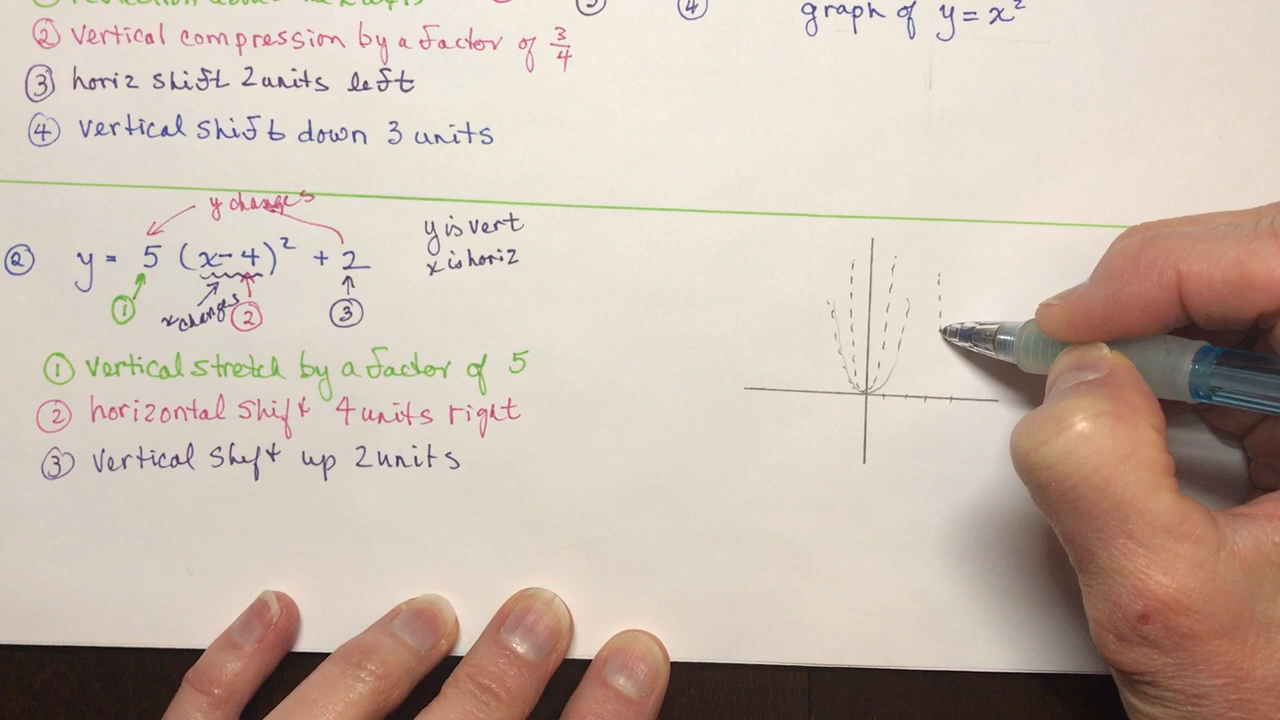 ③ ④
graph of y = x²
② vertical compression by a factor of 3/4
③ horiz shift 2 units left
④ vertical shift down 3 units
y changes
② y = 5 (x-4)² + 2
y is vert
x is horiz
① x changes ② ③
① vertical stretch by a factor of 5
② horizontal shift 4 units right
③ vertical shift up 2 units